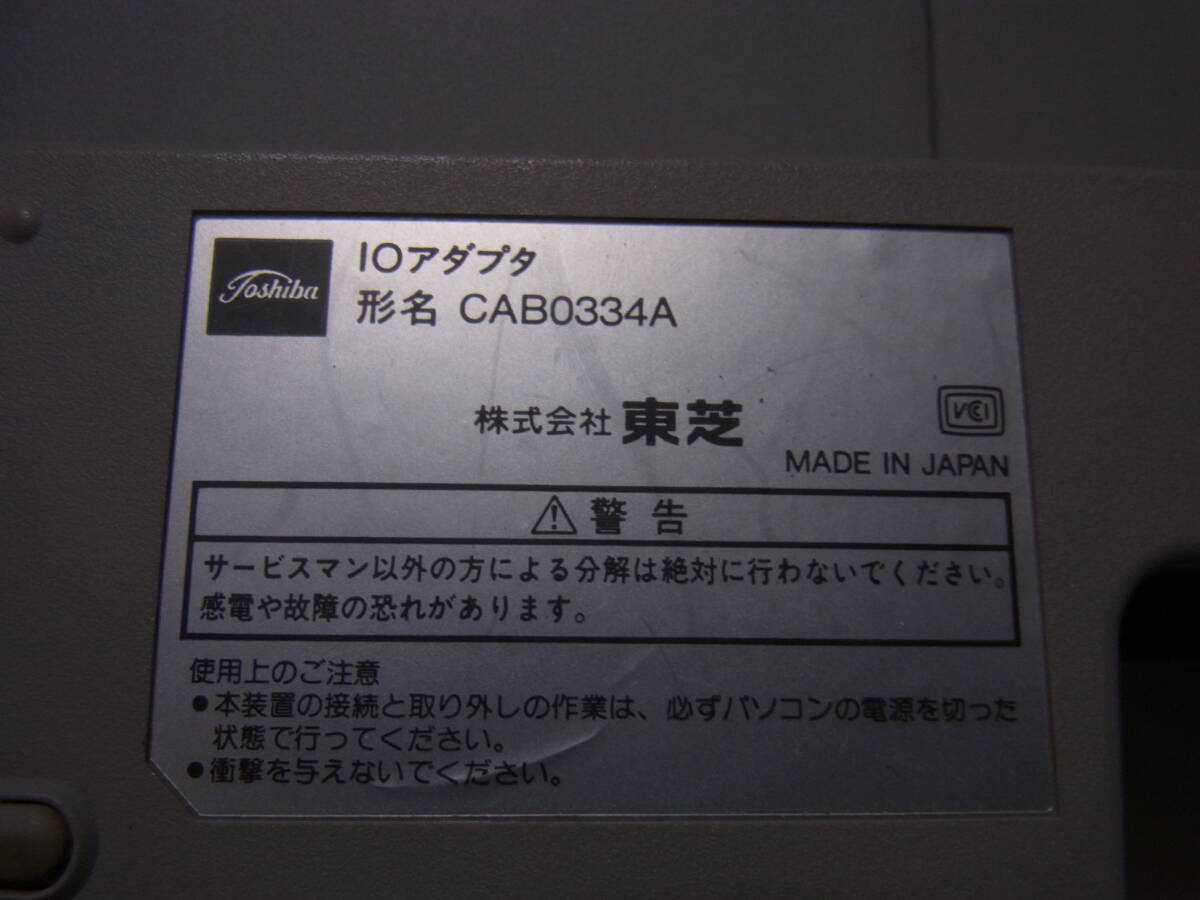 Toshiba
IOアダプタ
形名 CAB0334A
株式会社 東芝
VCCI
MADE IN JAPAN
警告
サービスマン以外の方による分解は絶対に行わないでください。
感電や故障の恐れがあります。
使用上のご注意
●本装置の接続と取り外しの作業は、必ずパソコンの電源を切った
状態で行ってください。
●衝撃を与えないでください。